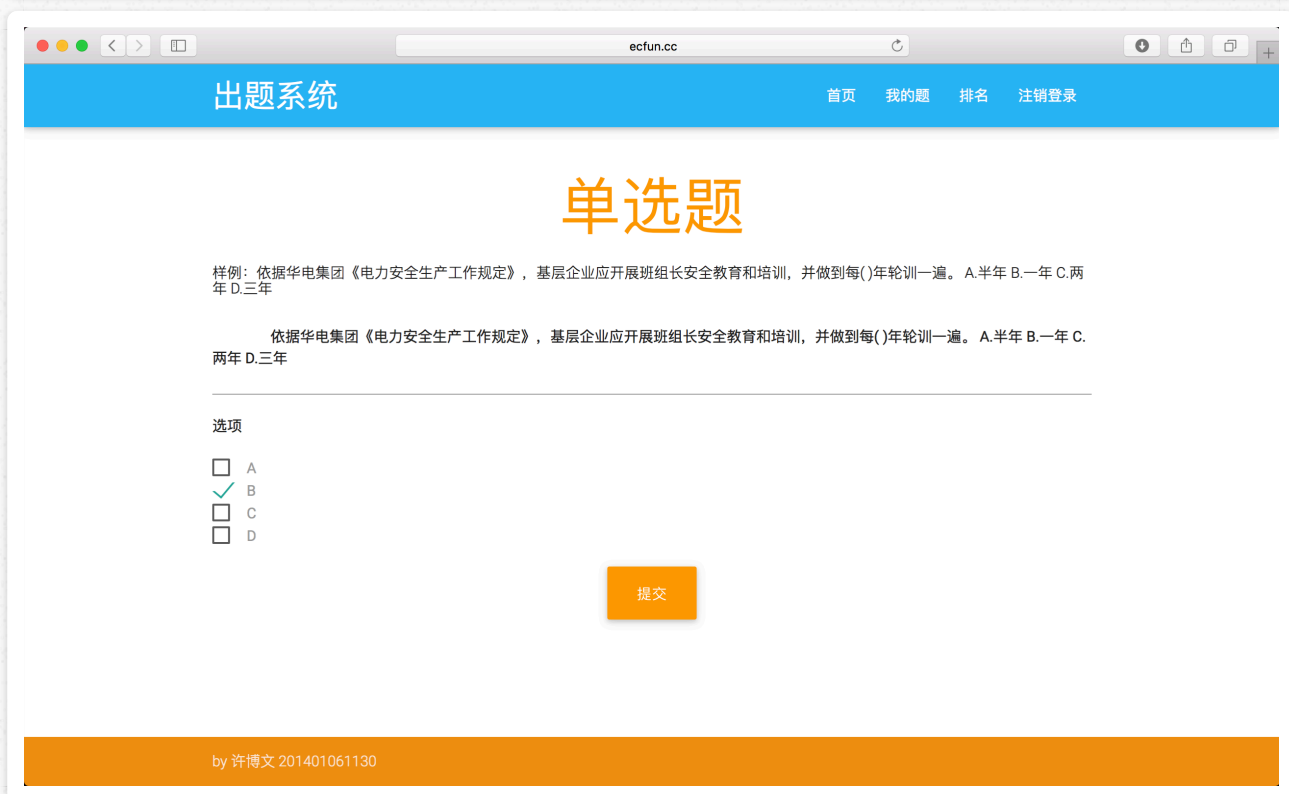 ecfun.cc
出题系统
首页 我的题 排名 注销登录
单选题
样例：依据华电集团《电力安全生产工作规定》，基层企业应开展班组长安全教育和培训，并做到每( )年轮训一遍。 A.半年 B.一年 C.两
年 D.三年
依据华电集团《电力安全生产工作规定》，基层企业应开展班组长安全教育和培训，并做到每( )年轮训一遍。 A.半年 B.一年 C.
两年 D.三年
选项
A
B
C
D
提交
by 许博文 201401061130